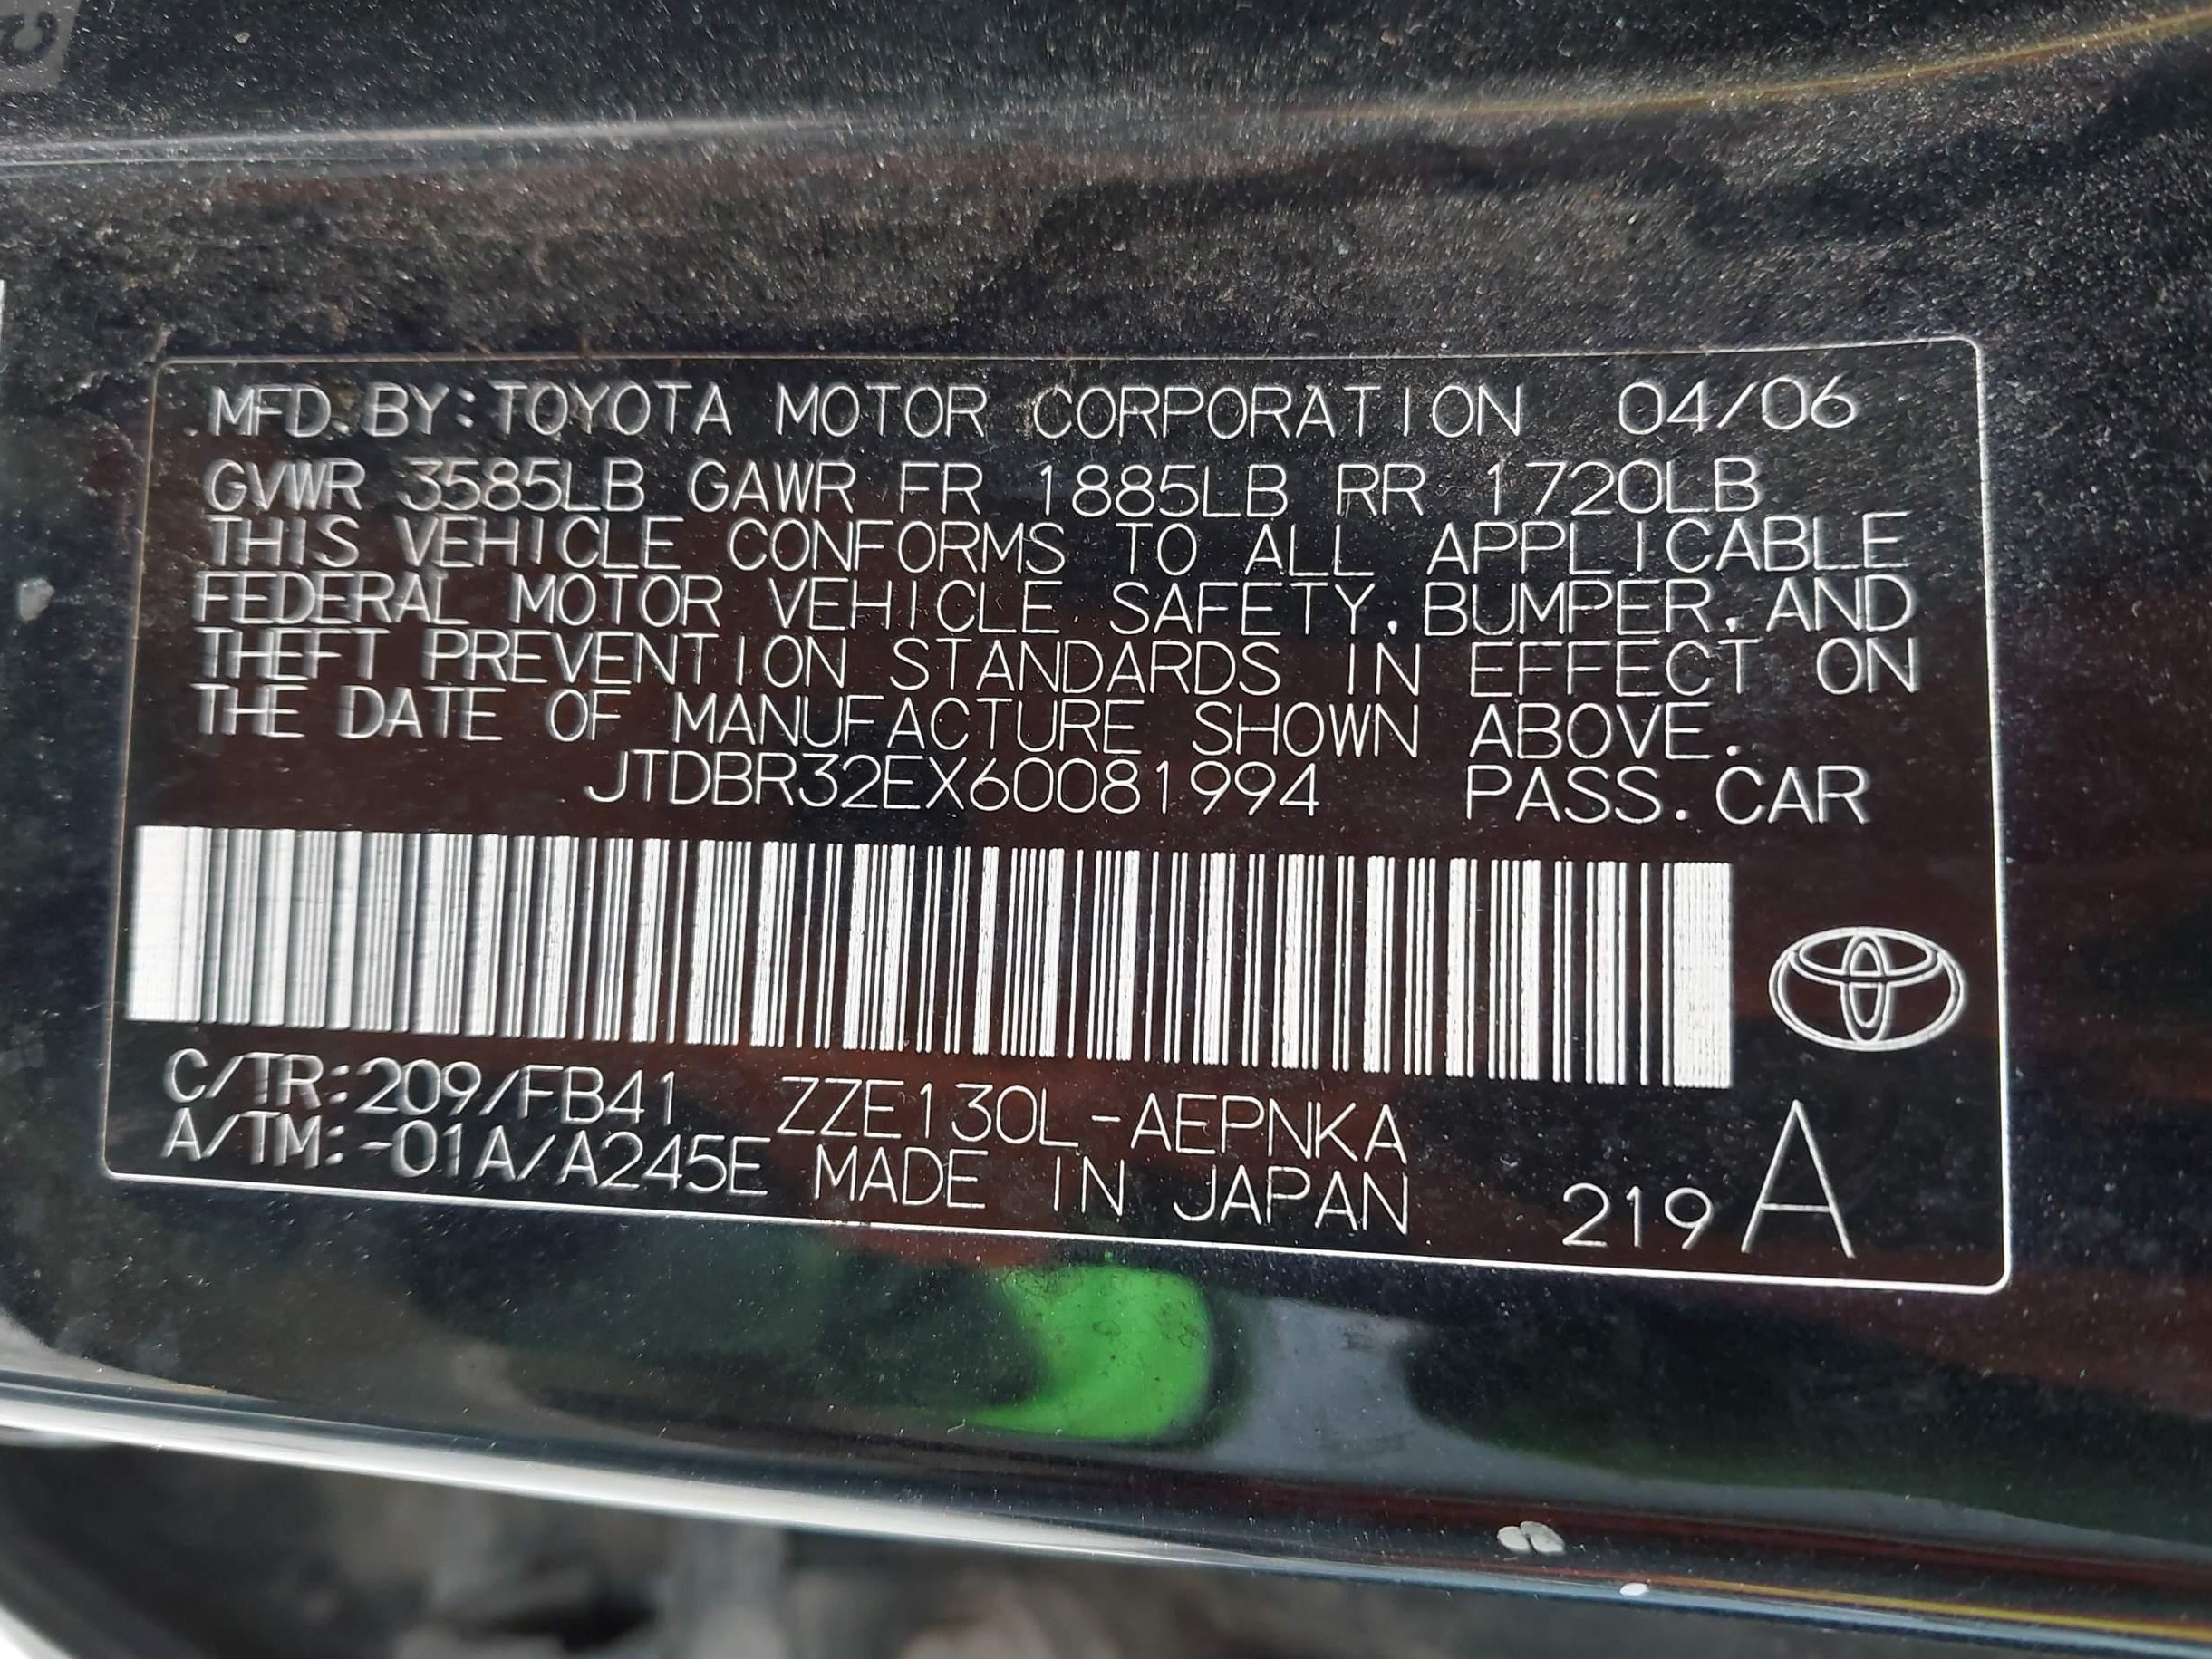 MFD.BY:TOYOTA MOTOR CORPORATION 04/06
GVWR 3585LB GAWR FR 1885LB RR 1720LB
THIS VEHICLE CONFORMS TO ALL APPLICABLE
FEDERAL MOTOR VEHICLE SAFETY,BUMPER,AND
THEFT PREVENTION STANDARDS IN EFFECT ON
THE DATE OF MANUFACTURE SHOWN ABOVE.
JTDBR32EX60081994 PASS.CAR
C/TR:209/FB41 ZZE130L-AEPNKA
A/TM:-01A/A245E MADE IN JAPAN 219 A